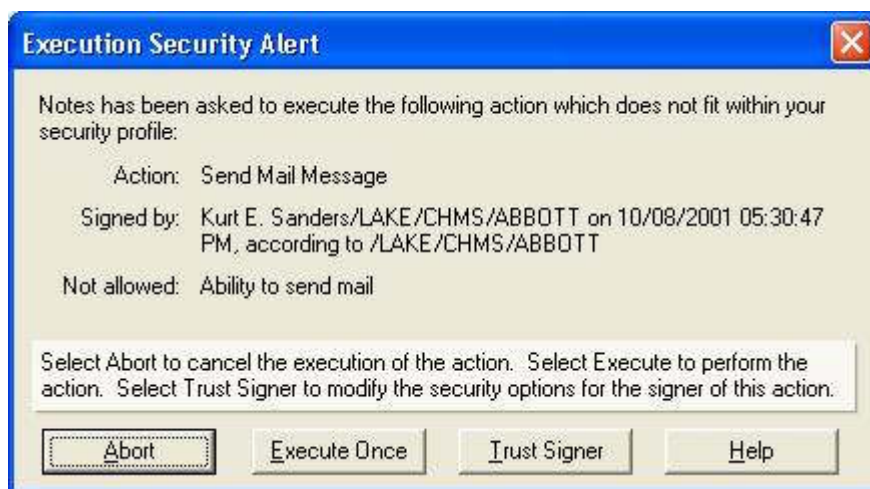 Execution Security Alert
Notes has been asked to execute the following action which does not fit within your
security profile:
Action: Send Mail Message
Signed by: Kurt E. Sanders/LAKE/CHMS/ABBOTT on 10/08/2001 05:30:47
PM, according to /LAKE/CHMS/ABBOTT
Not allowed: Ability to send mail
Select Abort to cancel the execution of the action. Select Execute to perform the
action. Select Trust Signer to modify the security options for the signer of this action.
Abort Execute Once Trust Signer Help